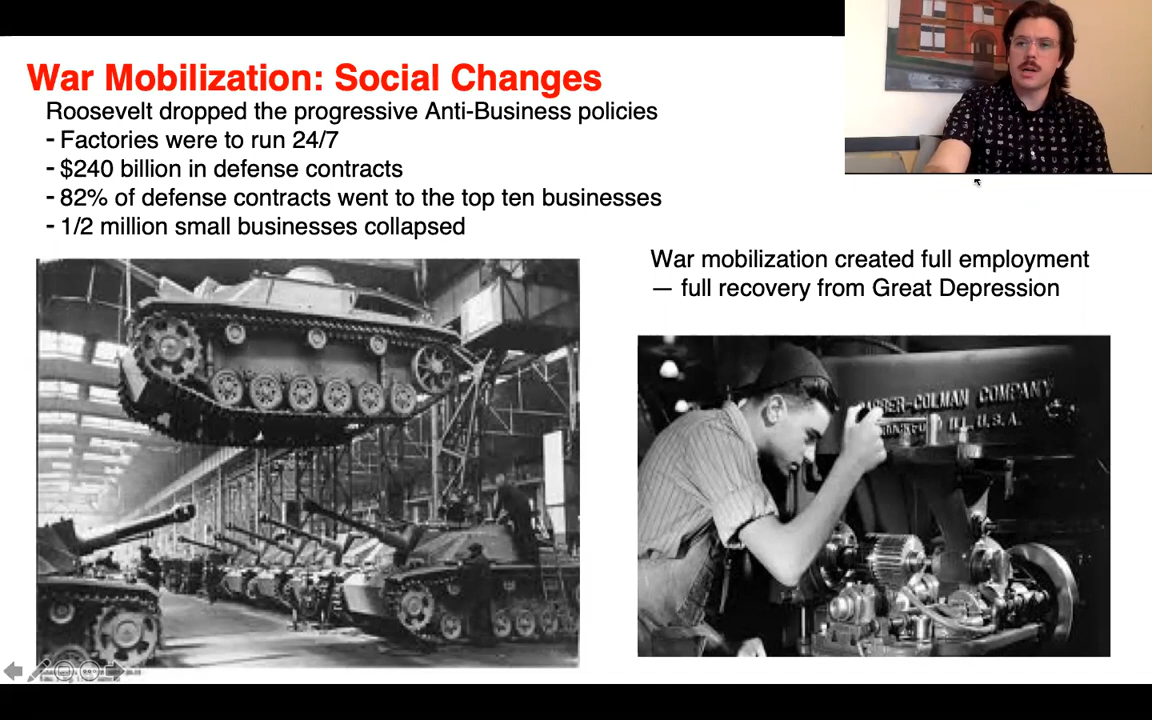 War Mobilization: Social Changes
Roosevelt dropped the progressive Anti-Business policies
- Factories were to run 24/7
- $240 billion in defense contracts
- 82% of defense contracts went to the top ten businesses
- 1/2 million small businesses collapsed
War mobilization created full employment
— full recovery from Great Depression
COLMAN COMPANY
ILL. U.S.A.